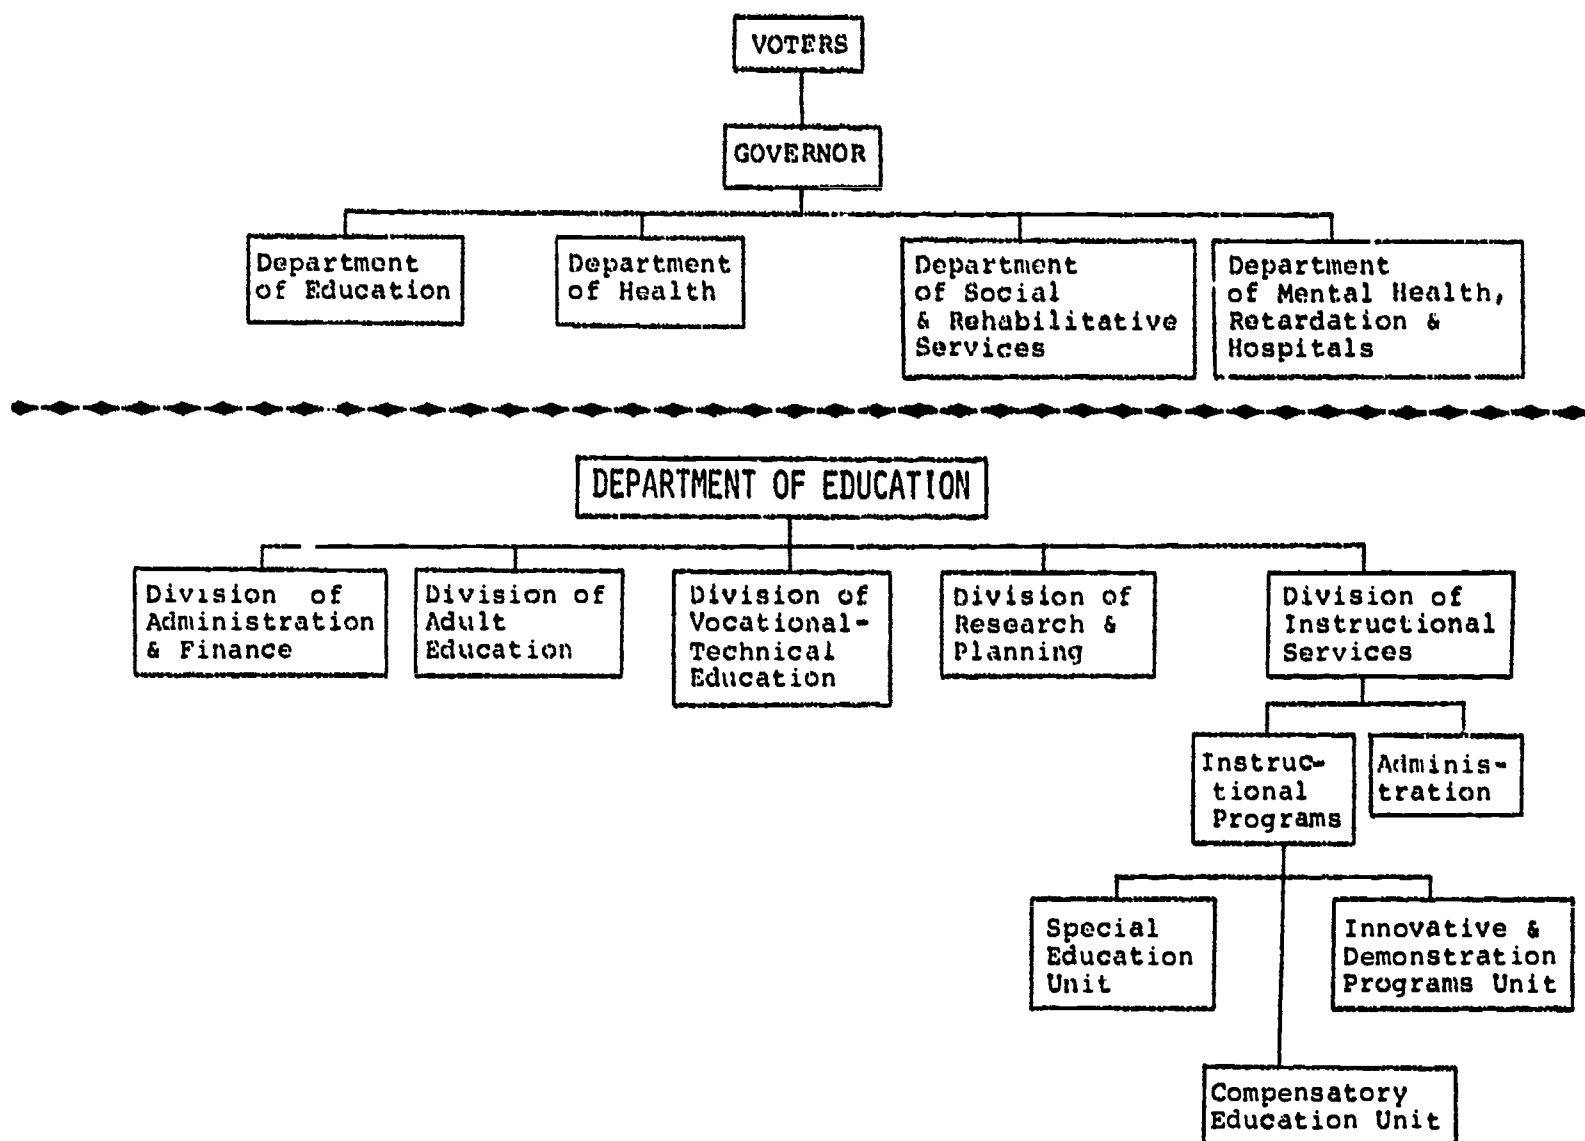 VOTERS
GOVERNOR
Department
of Education
Department
of Health
Department
of Social
& Rehabilitative
Services
Department
of Mental Health,
Retardation &
Hospitals
DEPARTMENT OF EDUCATION
Division of
Administration
& Finance
Division of
Adult
Education
Division of
Vocational-
Technical
Education
Division of
Research &
Planning
Division of
Instructional
Services
Instruc-
tional
Programs
Adminis-
tration
Special
Education
Unit
Innovative &
Demonstration
Programs Unit
Compensatory
Education Unit